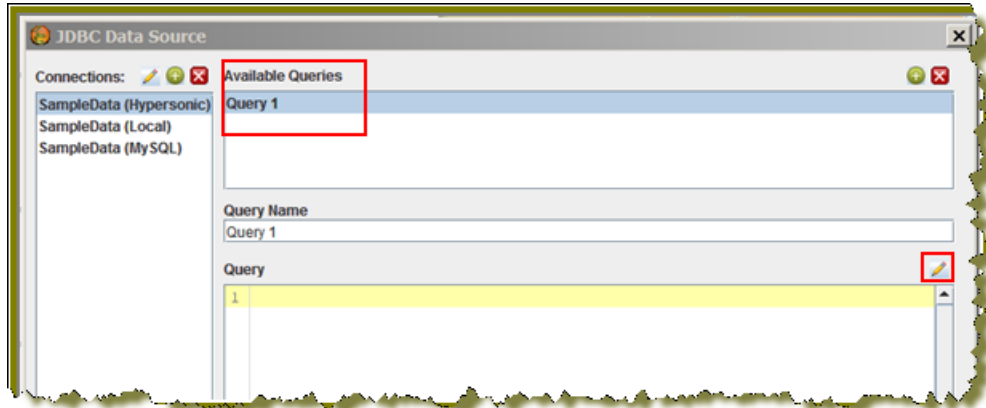 JDBC Data Source
Connections:
SampleData (Hypersonic)
SampleData (Local)
SampleData (MySQL)
Available Queries
Query 1
Query Name
Query 1
Query
1